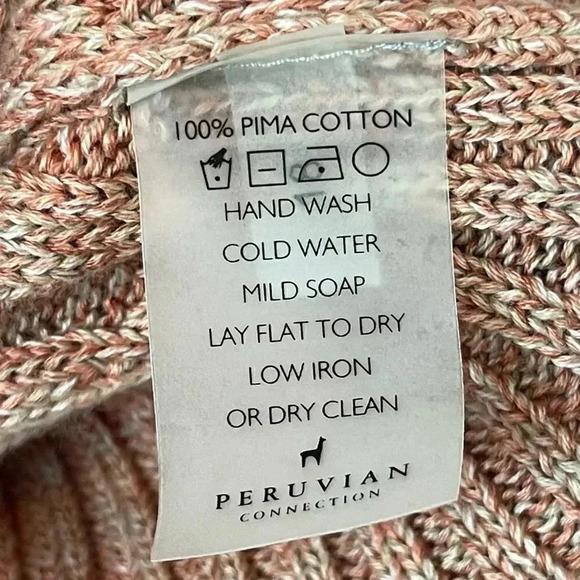 100% PIMA COTTON
HAND WASH
COLD WATER
MILD SOAP
LAY FLAT TO DRY
LOW IRON
OR DRY CLEAN
PERUVIAN
CONNECTION